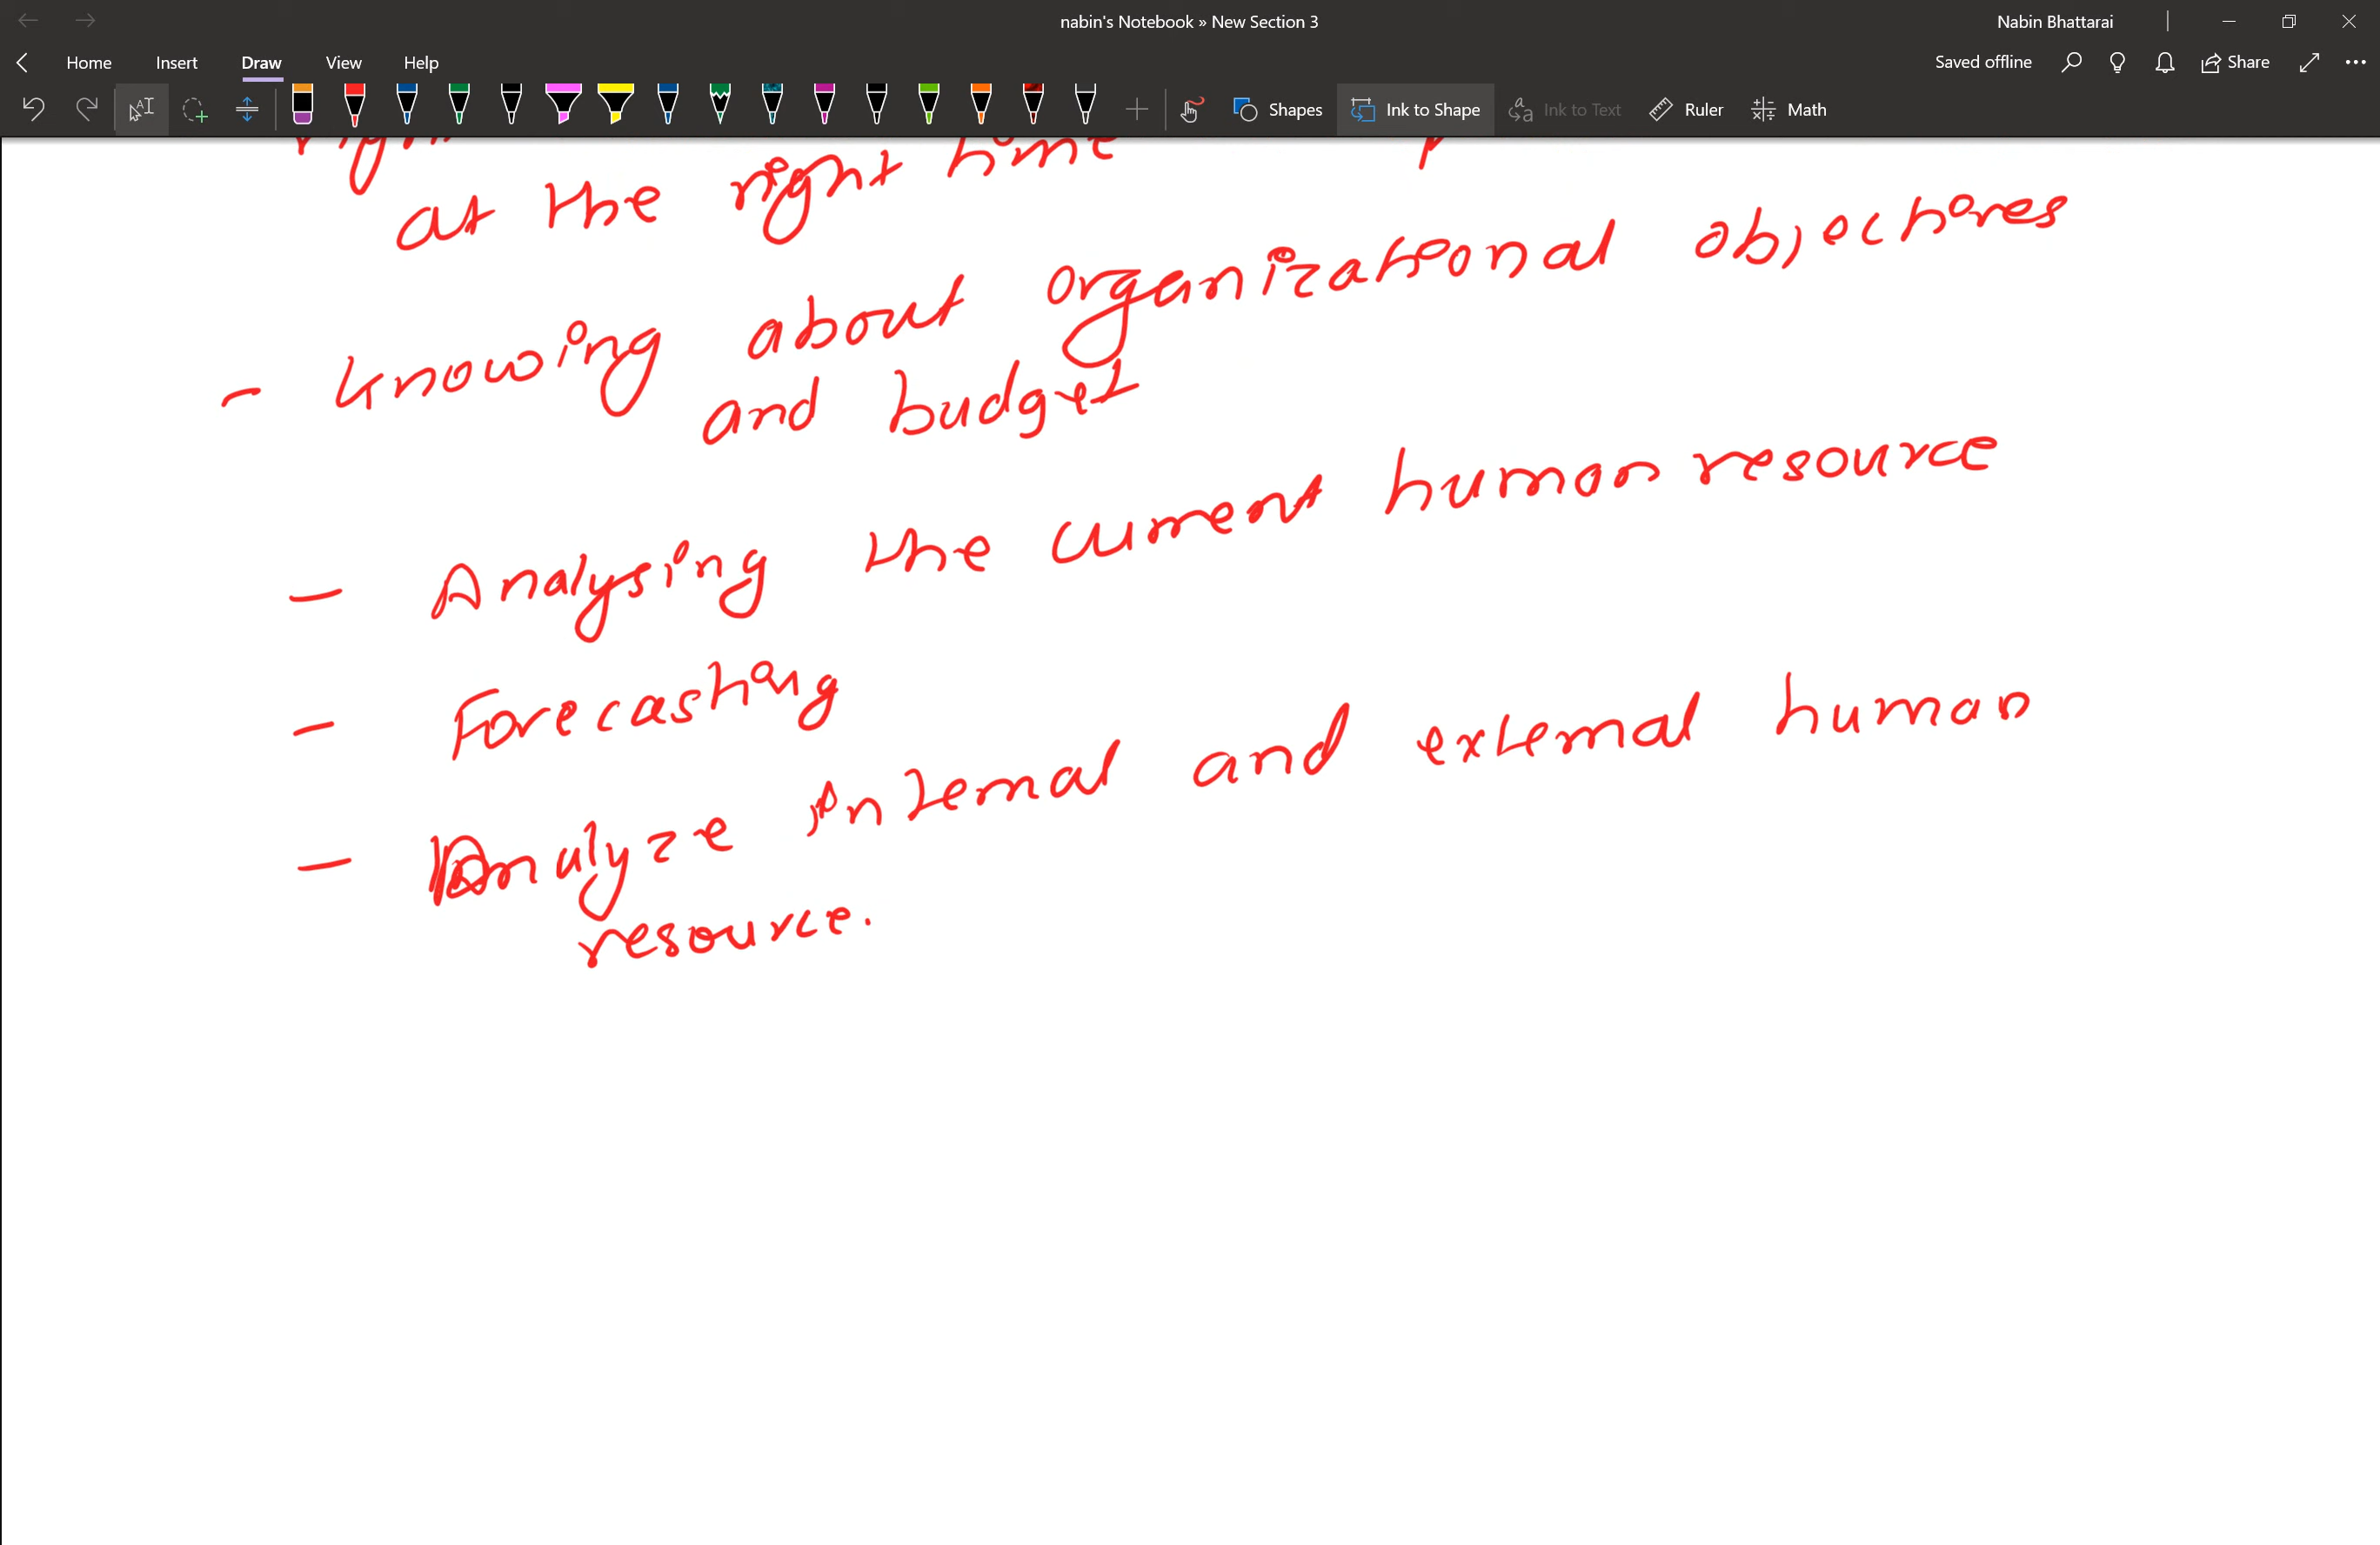 nabin's Notebook » New Section 3
Nabin Bhattarai
Home Insert Draw View Help
Saved offline
Share
Shapes
Ink to Shape
Ink to Text
Ruler
Math
at the right time
- Knowing about organizational objectives
and budget
- Analysing the current human resource
- Forecasting
- Analyze internal and external human
resource.